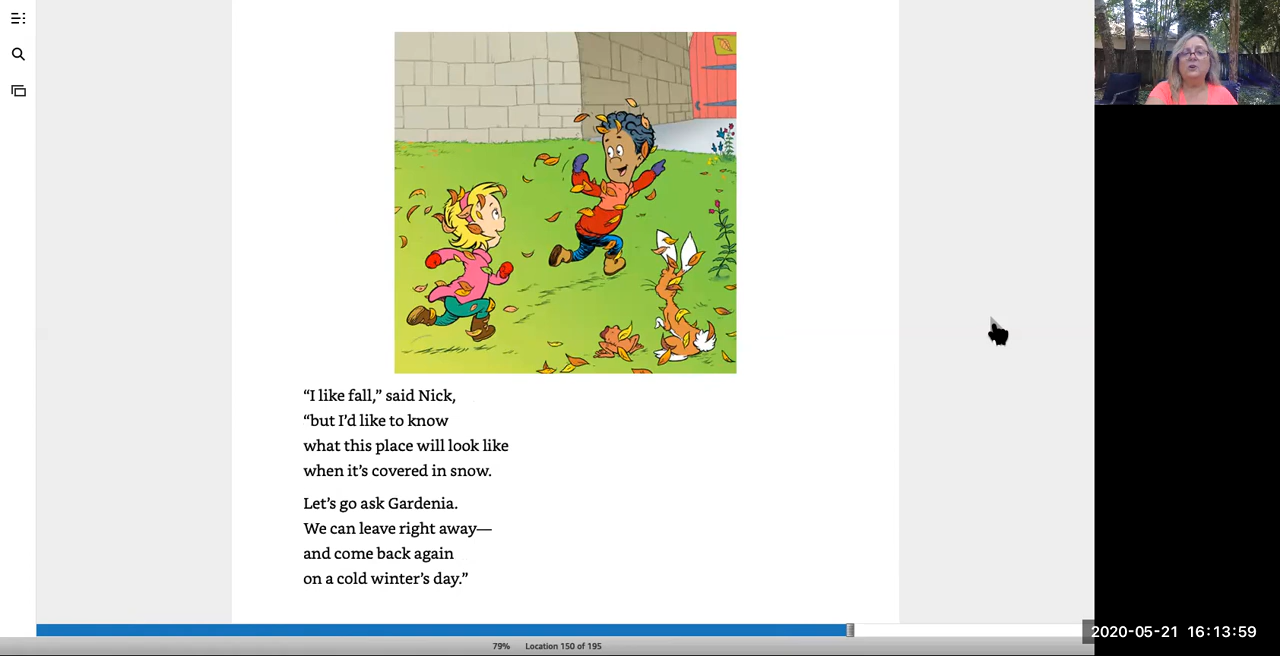 “I like fall,” said Nick,
“but I’d like to know
what this place will look like
when it’s covered in snow.
Let’s go ask Gardenia.
We can leave right away—
and come back again
on a cold winter’s day.”
79% Location 150 of 195
2020-05-21 16:13:59